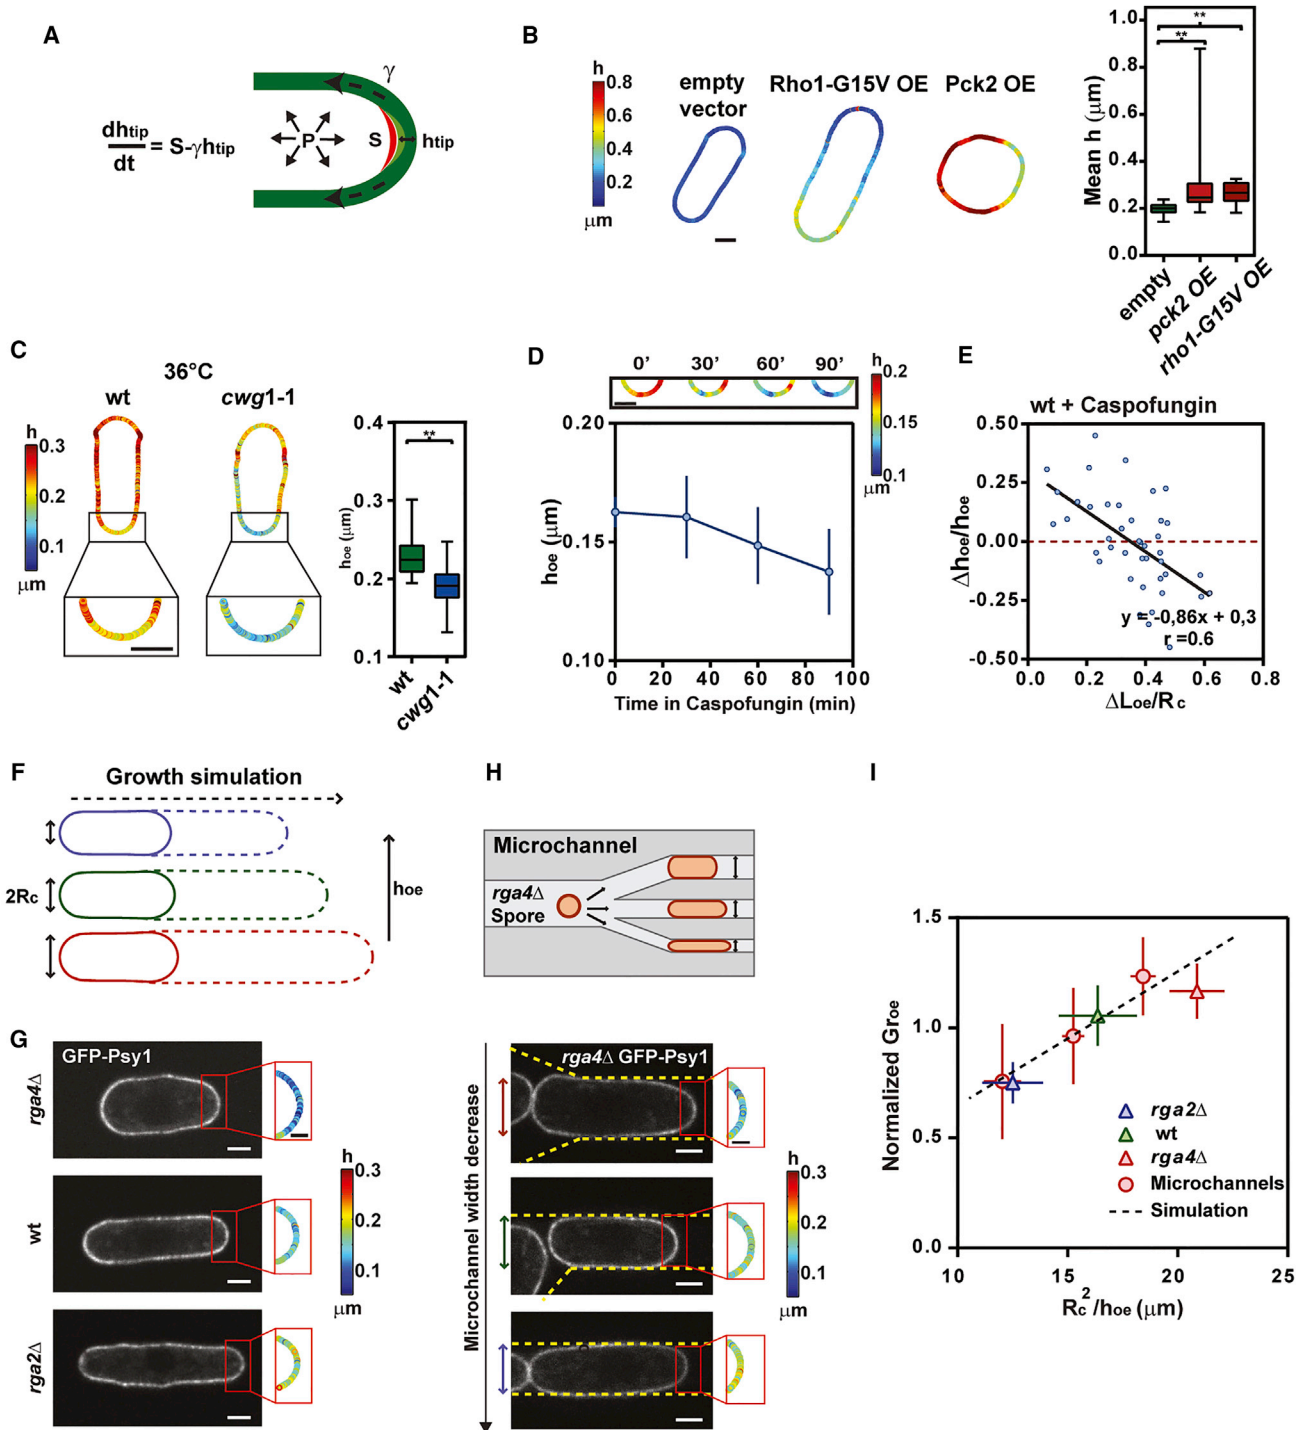 A
γ
dhtip
dt
= S-γhtip
P
S
htip
B
h
0.8
0.6
0.4
0.2
μm
empty
vector
Rho1-G15V OE
Pck2 OE
Mean h (μm)
1.0
0.8
0.6
0.4
0.2
0.0
**
**
empty
pck2 OE
rho1-G15V OE
C
36°C
wt
cwg1-1
h
0.3
0.2
0.1
μm
hoe (μm)
0.4
0.3
0.2
0.1
**
wt
cwg1-1
D
0'
30'
60'
90'
h
0.2
0.15
0.1
μm
hoe (μm)
0.20
0.15
0.10
0 20 40 60 80 100
Time in Caspofungin (min)
E
wt + Caspofungin
Δhoe/hoe
0.50
0.25
0.00
-0.25
-0.50
y = -0,86x + 0,3
r =0.6
0.0 0.2 0.4 0.6 0.8
ΔLoe/Rc
F
Growth simulation
2Rc
hoe
G
GFP-Psy1
rga4Δ
wt
rga2Δ
h
0.3
0.2
0.1
μm
H
Microchannel
rga4Δ
Spore
Microchannel width decrease
rga4Δ GFP-Psy1
h
0.3
0.2
0.1
μm
I
Normalized Groe
1.5
1.0
0.5
0.0
rga2Δ
wt
rga4Δ
Microchannels
Simulation
10 15 20 25
Rc²/hoe (μm)